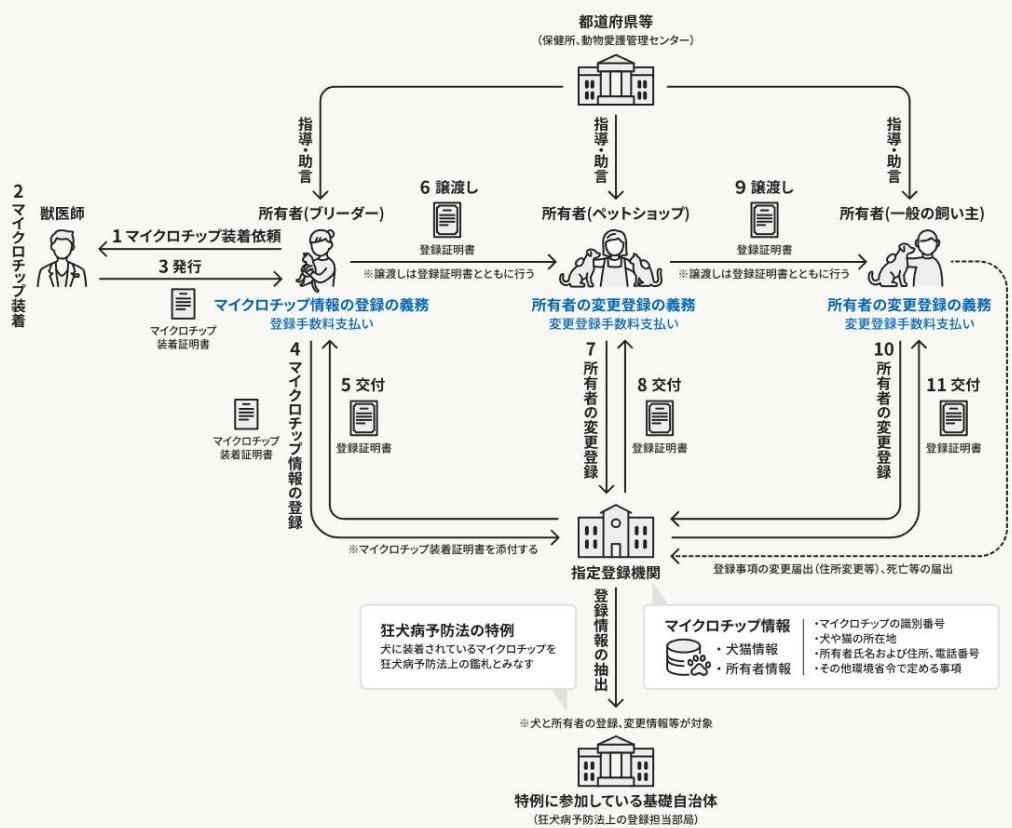 都道府県等
(保健所、動物愛護管理センター)
指導・助言
指導・助言
指導・助言
2 マイクロチップ装着
獣医師
1 マイクロチップ装着依頼
3 発行
マイクロチップ
装着証明書
所有者(ブリーダー)
マイクロチップ情報の登録の義務
登録手数料支払い
6 譲渡し
登録証明書
※譲渡しは登録証明書とともに行う
所有者(ペットショップ)
所有者の変更登録の義務
変更登録手数料支払い
9 譲渡し
登録証明書
※譲渡しは登録証明書とともに行う
所有者(一般の飼い主)
所有者の変更登録の義務
変更登録手数料支払い
マイクロチップ
装着証明書
4 マイクロチップ情報の登録
5 交付
登録証明書
7 所有者の変更登録
8 交付
登録証明書
10 所有者の変更登録
11 交付
登録証明書
※マイクロチップ装着証明書を添付する
指定登録機関
登録事項の変更届出(住所変更等)、死亡等の届出
登録情報の抽出
狂犬病予防法の特例
犬に装着されているマイクロチップを
狂犬病予防法上の鑑札とみなす
マイクロチップ情報
・犬猫情報
・所有者情報
・マイクロチップの識別番号
・犬や猫の所在地
・所有者氏名および住所、電話番号
・その他環境省令で定める事項
※犬と所有者の登録、変更情報等が対象
特例に参加している基礎自治体
(狂犬病予防法上の登録担当部局)